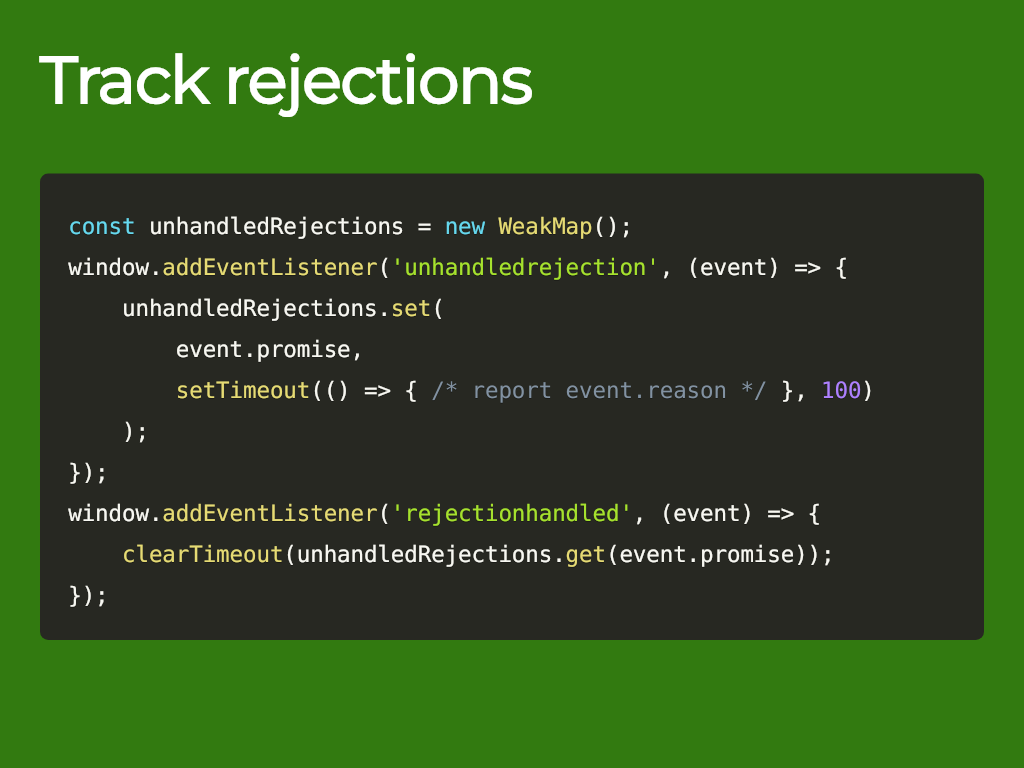 Track rejections
const unhandledRejections = new WeakMap();
window.addEventListener('unhandledrejection', (event) => {
    unhandledRejections.set(
        event.promise,
        setTimeout(() => { /* report event.reason */ }, 100)
    );
});
window.addEventListener('rejectionhandled', (event) => {
    clearTimeout(unhandledRejections.get(event.promise));
});